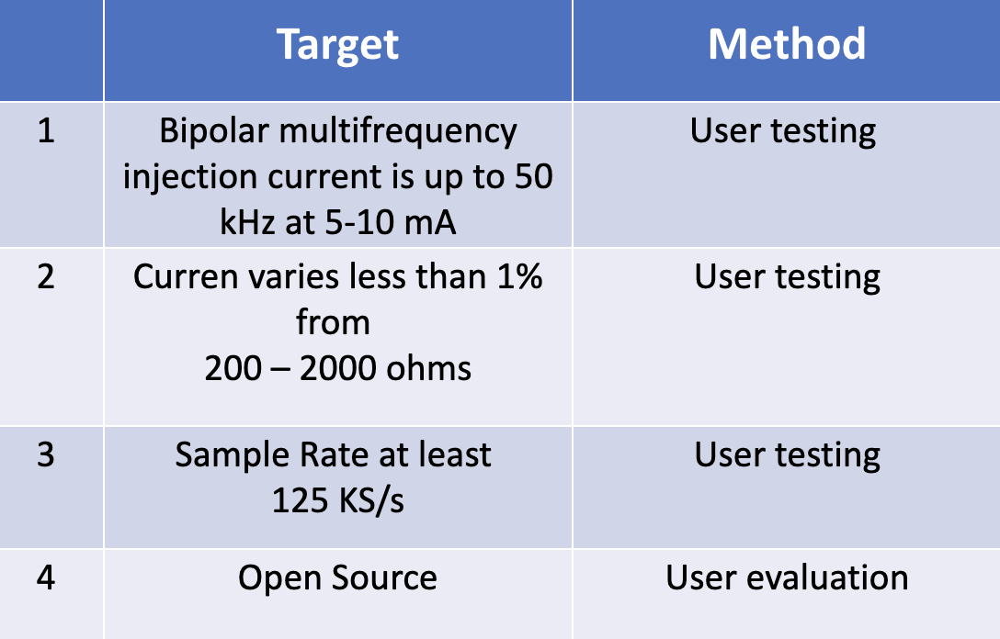 Target Method
1 Bipolar multifrequency User testing
injection current is up to 50
kHz at 5-10 mA
2 Curren varies less than 1% User testing
from
200 – 2000 ohms
3 Sample Rate at least User testing
125 KS/s
4 Open Source User evaluation